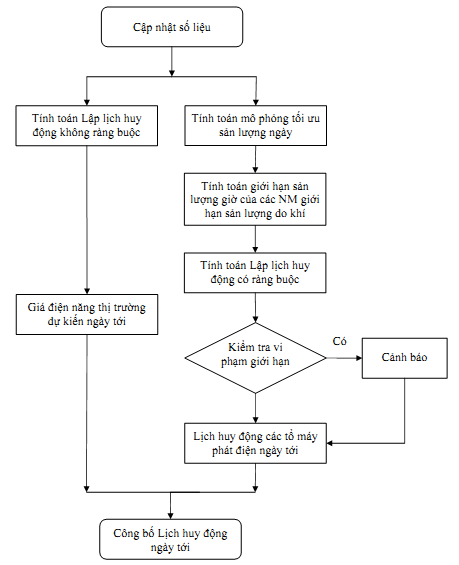 Cập nhật số liệu
Tính toán Lập lịch huy
động không ràng buộc
Tính toán mô phỏng tối ưu
sản lượng ngày
Tính toán giới hạn sản
lượng giờ của các NM giới
hạn sản lượng do khí
Tính toán Lập lịch huy
động có ràng buộc
Giá điện năng thị trường
dự kiến ngày tới
Kiểm tra vi
phạm giới hạn
Có
Cảnh báo
Lịch huy động các tổ máy
phát điện ngày tới
Công bố Lịch huy động
ngày tới